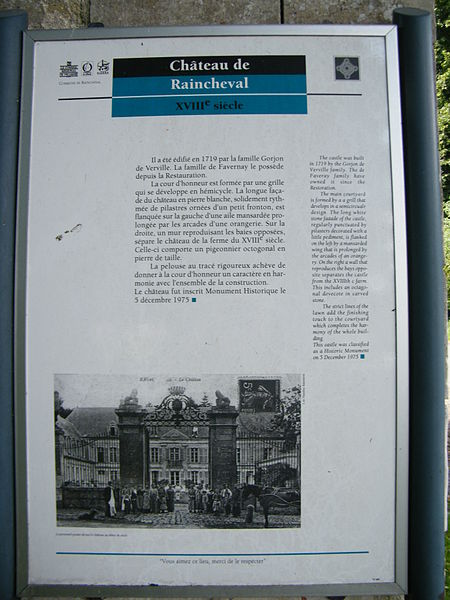 COMMUNE DE RAINCHEVAL
Château de
Raincheval
XVIIIe siècle
Il a été édifié en 1719 par la famille Gorjon
de Verville. La famille de Favernay le possède
depuis la Restauration.
La cour d'honneur est formée par une grille
qui se développe en hémicycle. La longue faça-
de du château en pierre blanche, solidement ryth-
mée de pilastres ornées d'un petit fronton, est
flanquée sur la gauche d'une aile mansardée pro-
longée par les arcades d'une orangerie. Sur la
droite, un mur reproduisant les baies opposées,
sépare le château de la ferme du XVIIIe siècle.
Celle-ci comporte un pigeonnier octogonal en
pierre de taille.
La pelouse au tracé rigoureux achève de
donner à la cour d'honneur un caractère en har-
monie avec l'ensemble de la construction.
Le château fut inscrit Monument Historique le
5 décembre 1975
The castle was built
in 1719 by the Gorjon de
Verville family. The de
Faveray family have
owned it since the
Restoration.
The main courtyard
is formed by a a grill that
develops in a semicircular
design. The long white
stone faaade of the castle,
regularly punctuated by
pilasters decorated with a
little pediment, is flanked
on the left by a mansarded
wing that is prolonged by
the arcades of an orange-
ry. On the right a wall that
reproduces the bays oppo-
site separates the castle
from the XVIIIth c farm.
This includes an octago-
nal dovecote in carved
stone.
The strict lines of the
lawn add the finishing
touch to the courtyard
which completes the har-
mony of the whole buil-
ding.
This castle was classified
as a Historic Monument
on 5 December 1975
Le Château
"Vous aimez ce lieu, merci de le respecter"